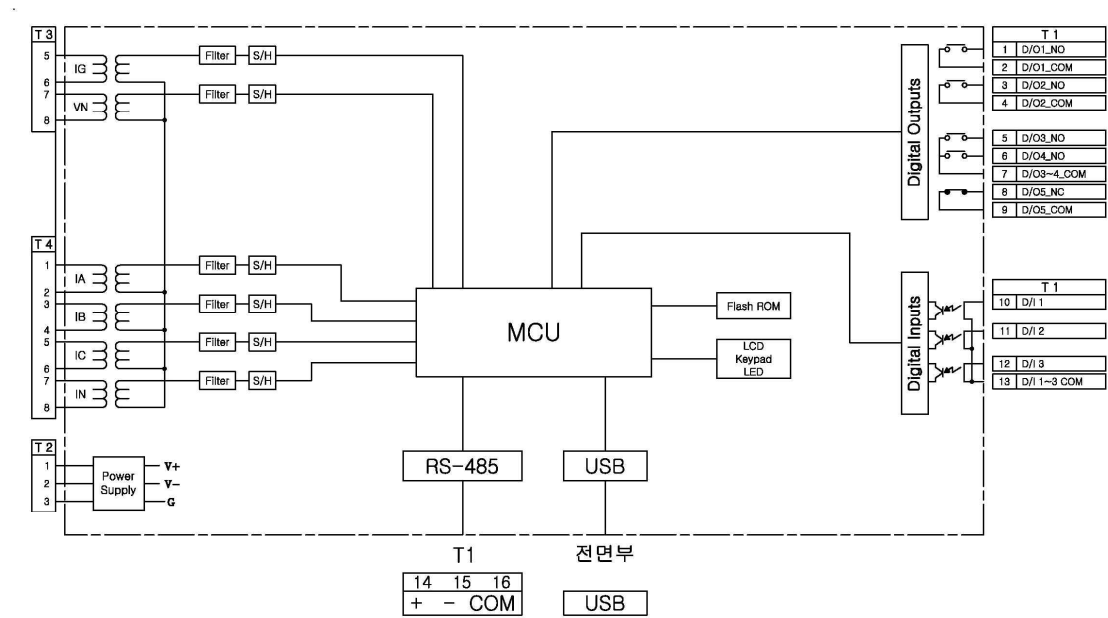 T 3
5
IG
6
7
VN
8
Filter
S/H
Filter
S/H
T 4
1
IA
2
3
IB
4
5
IC
6
7
IN
8
Filter
S/H
Filter
S/H
Filter
S/H
Filter
S/H
T 2
1
2
3
Power
Supply
V+
V−
G
MCU
Flash ROM
LCD
Keypad
LED
RS-485
USB
Digital Outputs
Digital Inputs
T 1
1 D/O1_NO
2 D/O1_COM
3 D/O2_NO
4 D/O2_COM
5 D/O3_NO
6 D/O4_NO
7 D/O3~4_COM
8 D/O5_NC
9 D/O5_COM
T 1
10 D/I 1
11 D/I 2
12 D/I 3
13 D/I 1~3 COM
T1
14 15 16
+ − COM
전면부
USB